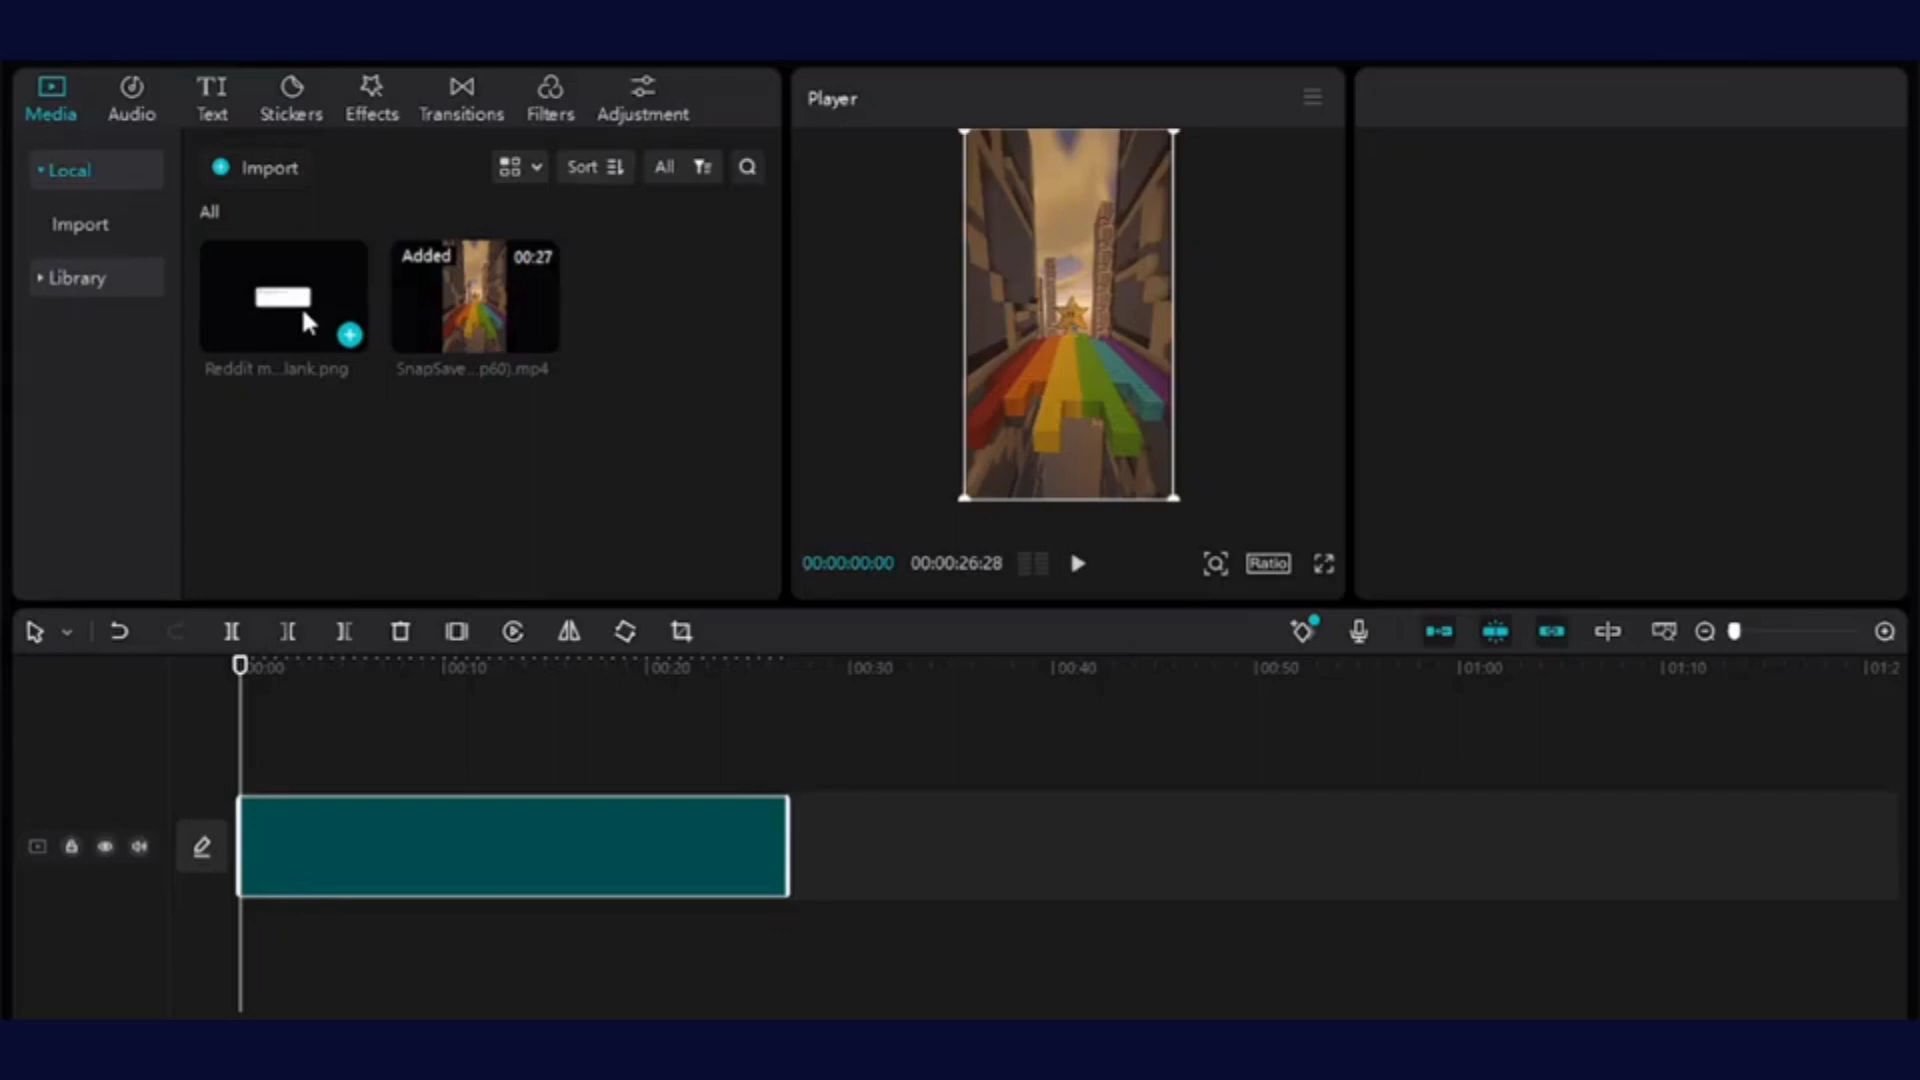 Media Audio Text Stickers Effects Transitions Filters Adjustment
Player
Local
Import
Library
Import
Sort
All
All
Added 00:27
Reddit m...lank.png
SnapSave...p60).mp4
00:00:00:00 00:00:26:28
Ratio
00:00 00:10 00:20 00:30 00:40 00:50 01:00 01:10 01:2